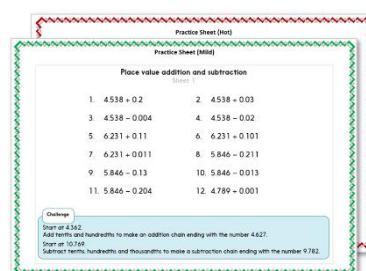 Practice Sheet (Hot)
Practice Sheet (Mild)
Place value addition and subtraction
Sheet 1
1. 4.538 + 0.2 2. 4.538 + 0.03
3. 4.538 – 0.004 4. 4.538 – 0.02
5. 6.231 + 0.11 6. 6.231 + 0.101
7. 6.231 + 0.011 8. 5.846 – 0.211
9. 5.846 – 0.13 10. 5.846 – 0.013
11. 5.846 – 0.204 12. 4.789 + 0.001
Challenge
Start at 4.362.
Add tenths and hundredths to make an addition chain ending with the number 4.627.
Start at 10.769.
Subtract tenths, hundredths and thousandths to make a subtraction chain ending with the number 9.782.